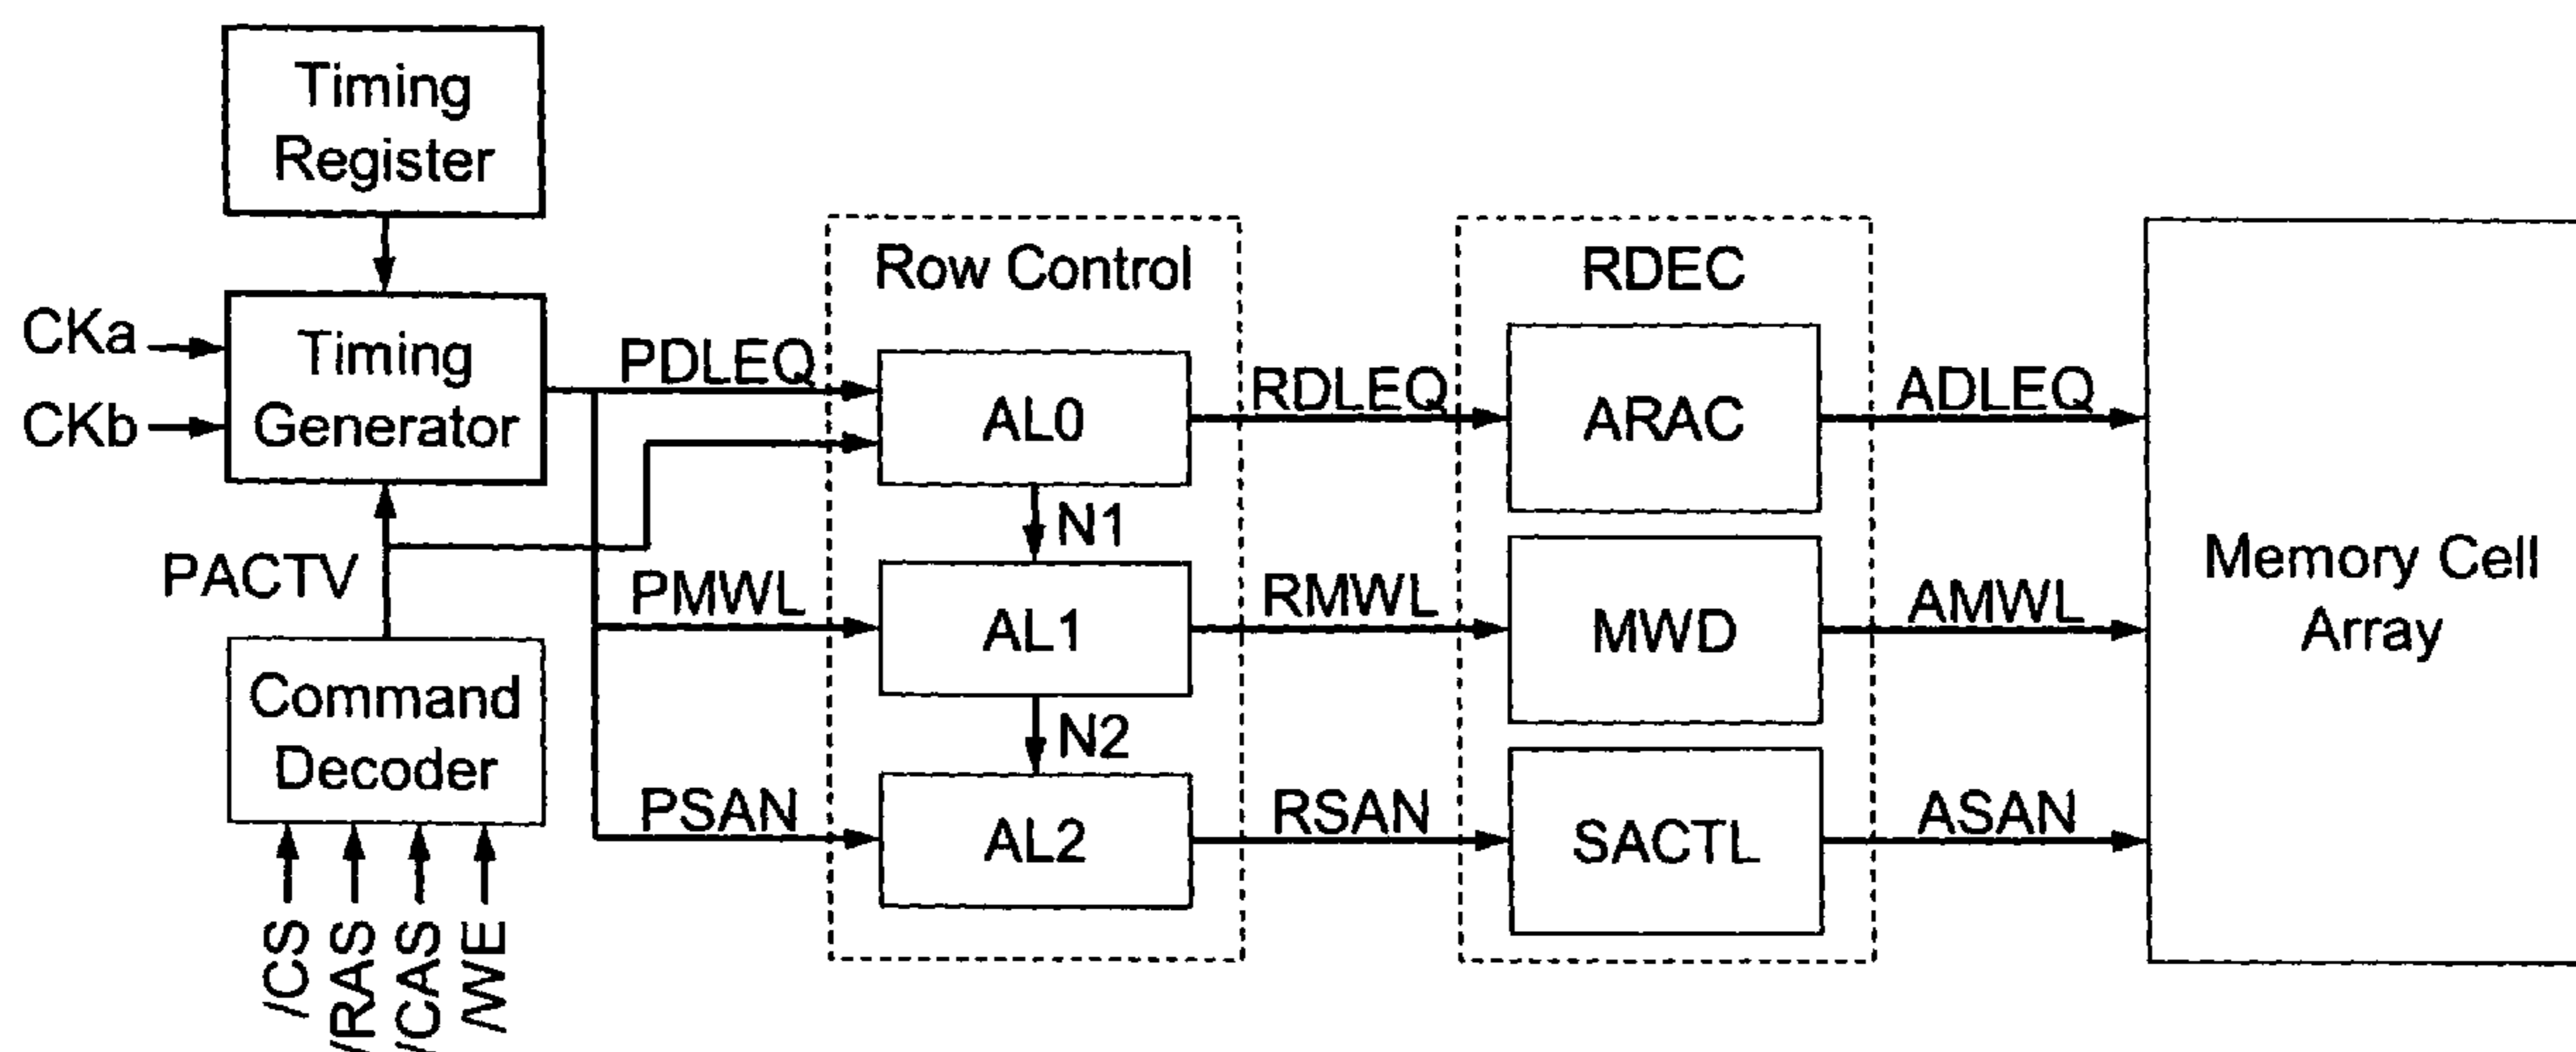 Timing
Register
CKa
CKb
Timing
Generator
PACTV
Command
Decoder
/CS
/RAS
/CAS
/WE
PDLEQ
PMWL
PSAN
Row Control
AL0
N1
AL1
N2
AL2
RDLEQ
RMWL
RSAN
RDEC
ARAC
MWD
SACTL
ADLEQ
AMWL
ASAN
Memory Cell
Array